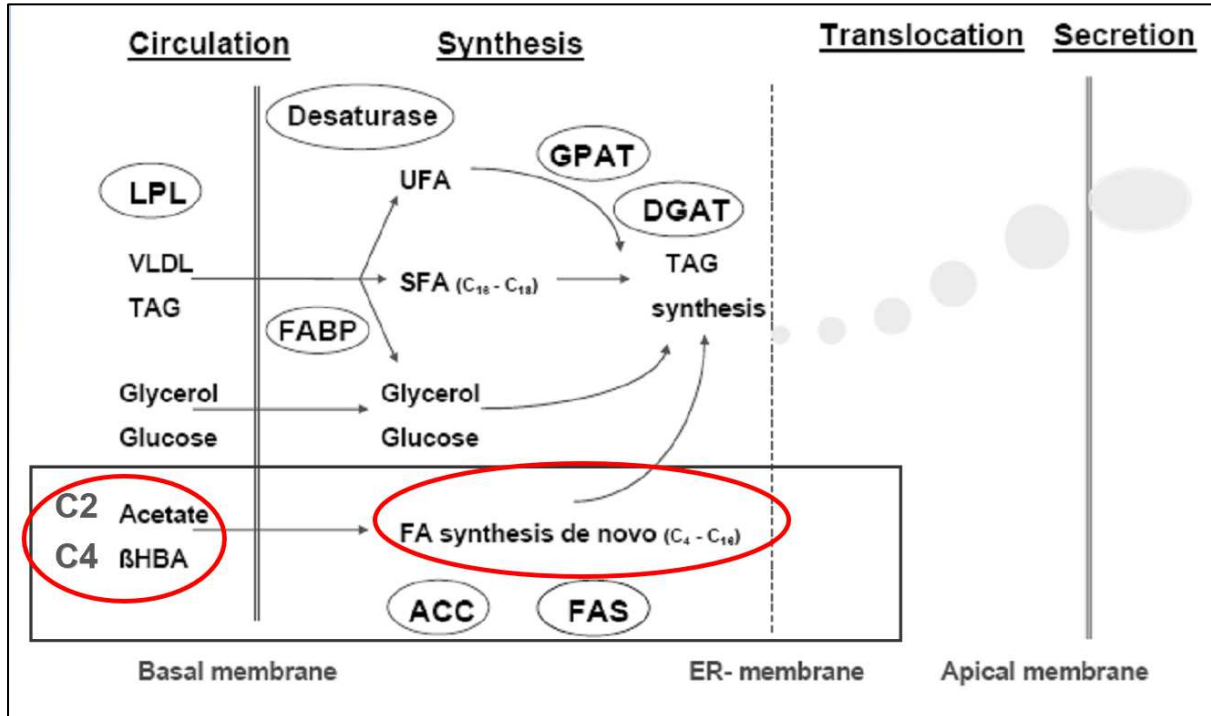 Circulation
Synthesis
Translocation
Secretion
Desaturase
GPAT
LPL
UFA
DGAT
VLDL
TAG
SFA (C₁₆ - C₁₈)
TAG
synthesis
FABP
Glycerol
Glucose
Glycerol
Glucose
C2 Acetate
C4 ßHBA
FA synthesis de novo (C₄ - C₁₆)
ACC
FAS
Basal membrane
ER- membrane
Apical membrane